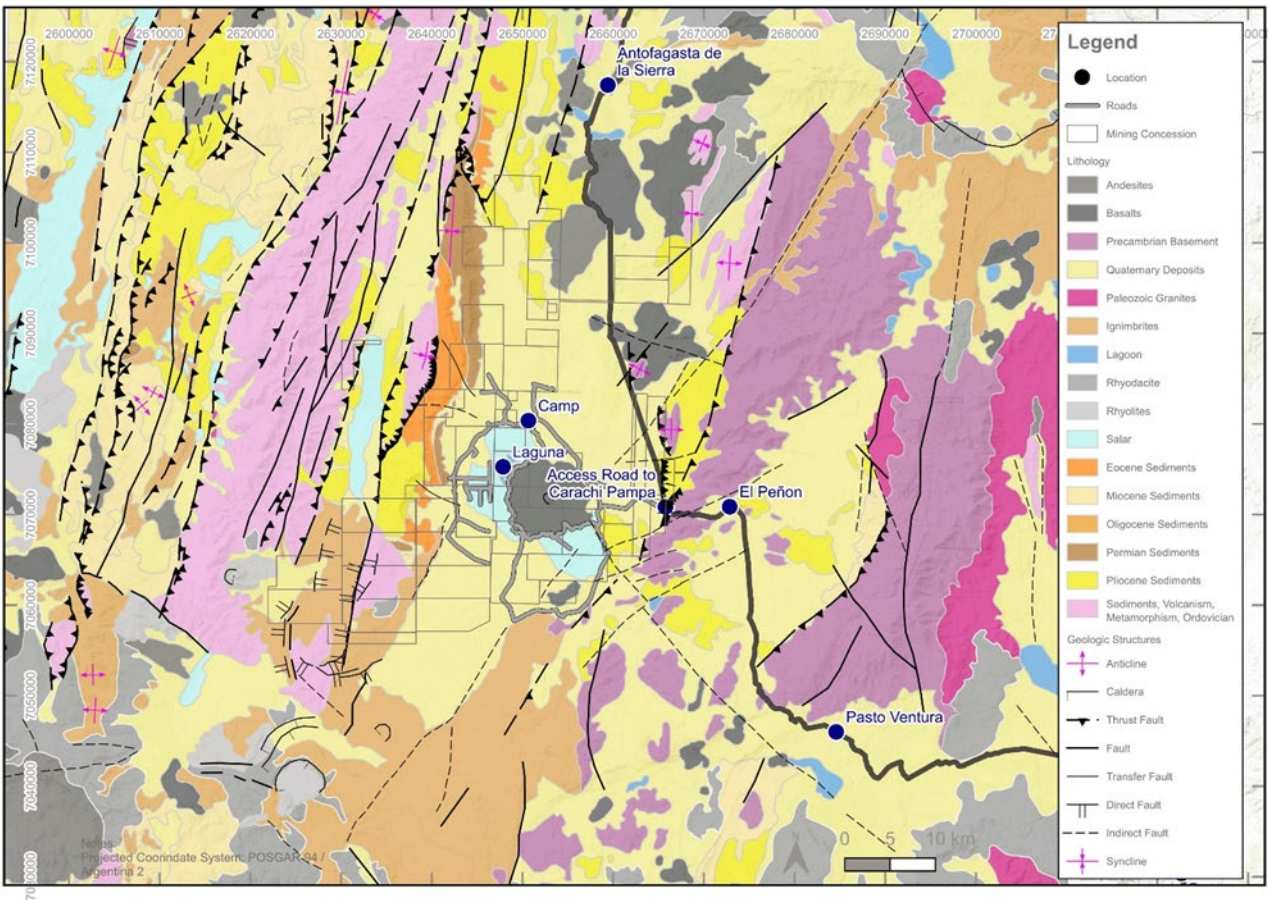 2600000 2610000 2620000 2630000 2640000 2650000 2660000 2670000 2680000 2690000 2700000
7120000
7110000
7100000
7090000
7080000
7070000
7060000
7050000
7040000
Antofagasta de
la Sierra
Camp
Laguna
Access Road to
Carachi Pampa
El Peñon
Pasto Ventura
Notes:
Projected Coorindate System: POSGAR 94 /
Argentina 2
N
0 5 10 km
Legend
Location
Roads
Mining Concession
Lithology
Andesites
Basalts
Precambrian Basement
Quaternary Deposits
Paleozoic Granites
Ignimbrites
Lagoon
Rhyodacite
Rhyolites
Salar
Eocene Sediments
Miocene Sediments
Oligocene Sediments
Permian Sediments
Pliocene Sediments
Sediments, Volcanism,
Metamorphism, Ordovician
Geologic Structures
Anticline
Caldera
Thrust Fault
Fault
Transfer Fault
Direct Fault
Indirect Fault
Syncline